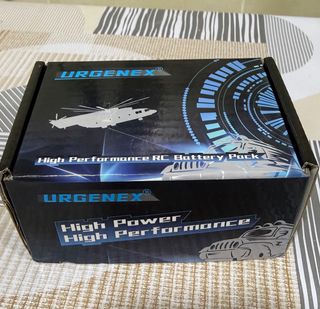 URGENEX®
High Performance RC Battery Pack
URGENEX®
High Power
High Performance